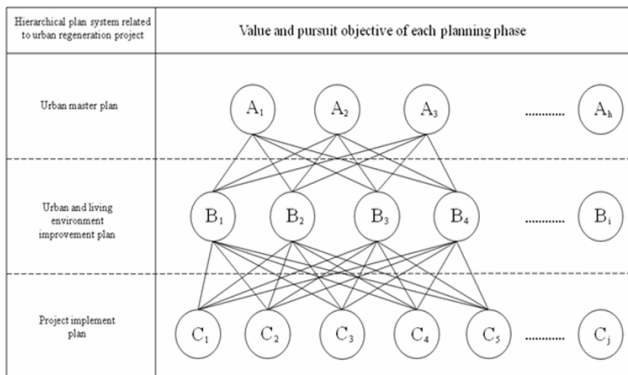 Hierarchical plan system related
to urban regeneration project
Value and pursuit objective of each planning phase
Urban master plan
A₁ A₂ A₃ ............ Aₕ
Urban and living
environment
improvement plan
B₁ B₂ B₃ B₄ ............ Bᵢ
Project implement
plan
C₁ C₂ C₃ C₄ C₅ ............ Cⱼ